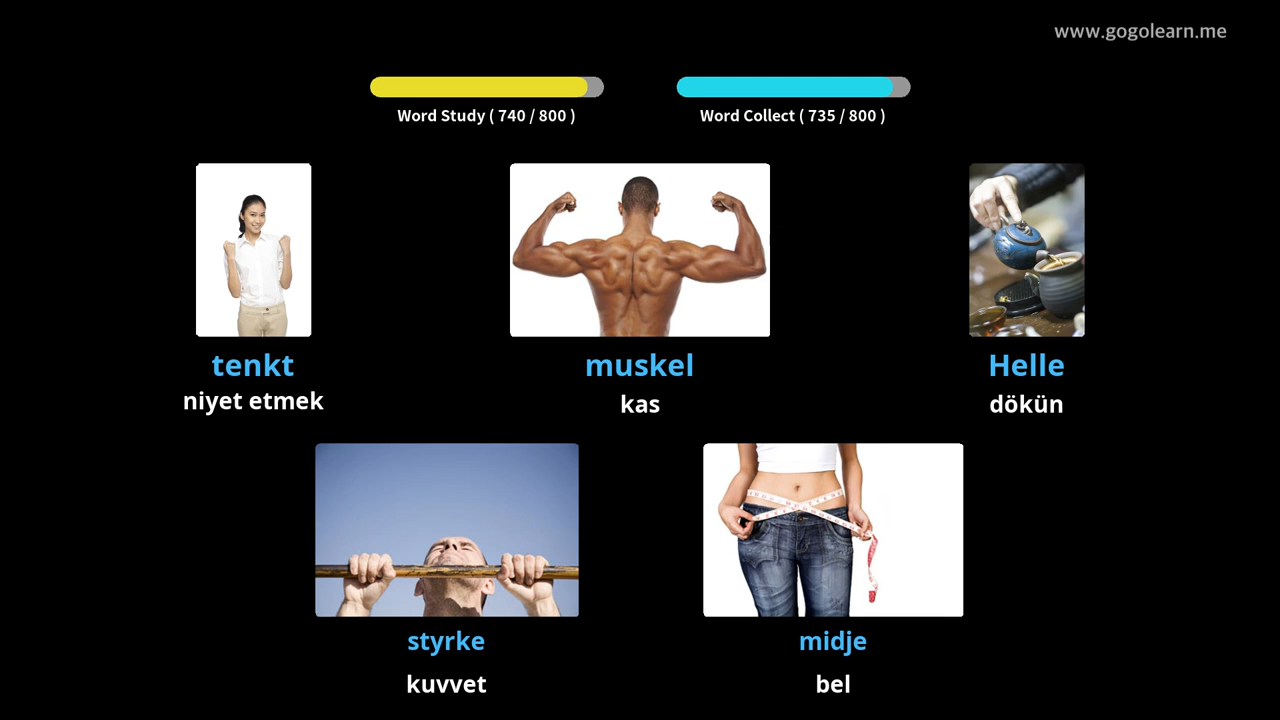 www.gogolearn.me
Word Study ( 740 / 800 )
Word Collect ( 735 / 800 )
tenkt
niyet etmek
muskel
kas
Helle
dökün
styrke
kuvvet
midje
bel